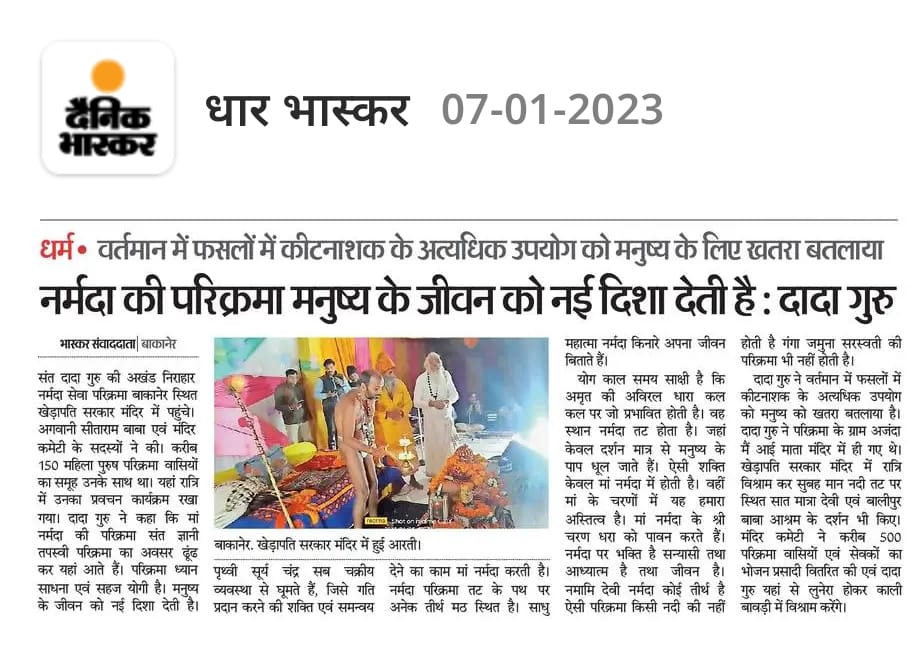 दैनिक
भास्कर
धार भास्कर 07-01-2023
धर्म • वर्तमान में फसलों में कीटनाशक के अत्यधिक उपयोग को मनुष्य के लिए खतरा बतलाया
नर्मदा की परिक्रमा मनुष्य के जीवन को नई दिशा देती है : दादा गुरु
भास्कर संवाददाता| बाकानेर
संत दादा गुरु की अखंड निराहार
नर्मदा सेवा परिक्रमा बाकानेर स्थित
खेड़ापति सरकार मंदिर में पहुंचे।
अगवानी सीताराम बाबा एवं मंदिर
कमेटी के सदस्यों ने की। करीब
150 महिला पुरुष परिक्रमा वासियों
का समूह उनके साथ था। यहां रात्रि
में उनका प्रवचन कार्यक्रम रखा
गया। दादा गुरु ने कहा कि मां
नर्मदा की परिक्रमा संत ज्ञानी
तपस्वी परिक्रमा का अवसर ढूंढ
कर यहां आते हैं। परिक्रमा ध्यान
साधना एवं सहज योगी है। मनुष्य
के जीवन को नई दिशा देती है।
realme Shot on realme
बाकानेर. खेड़ापति सरकार मंदिर में हुई आरती।
पृथ्वी सूर्य चंद्र सब चक्रीय
व्यवस्था से घूमते हैं, जिसे गति
प्रदान करने की शक्ति एवं समन्वय
देने का काम मां नर्मदा करती है।
नर्मदा परिक्रमा तट के पथ पर
अनेक तीर्थ मठ स्थित है। साधु
महात्मा नर्मदा किनारे अपना जीवन
बिताते हैं।
योग काल समय साक्षी है कि
अमृत की अविरल धारा कल
कल पर जो प्रभावित होती है। वह
स्थान नर्मदा तट होता है। जहां
केवल दर्शन मात्र से मनुष्य के
पाप धूल जाते हैं। ऐसी शक्ति
केवल मां नर्मदा में होती है। वहीं
मां के चरणों में यह हमारा
अस्तित्व है। मां नर्मदा के श्री
चरण धरा को पावन करते हैं।
नर्मदा पर भक्ति है सन्यासी तथा
आध्यात्म है तथा जीवन है।
नमामि देवी नर्मदा कोई तीर्थ है
ऐसी परिक्रमा किसी नदी की नहीं
होती है गंगा जमुना सरस्वती की
परिक्रमा भी नहीं होती है।
दादा गुरु ने वर्तमान में फसलों में
कीटनाशक के अत्यधिक उपयोग
को मनुष्य को खतरा बतलाया है।
दादा गुरु ने परिक्रमा के ग्राम अजंदा
में आई माता मंदिर में ही गए थे।
खेड़ापति सरकार मंदिर में रात्रि
विश्राम कर सुबह मान नदी तट पर
स्थित सात मात्रा देवी एवं बालीपुर
बाबा आश्रम के दर्शन भी किए।
मंदिर कमेटी ने करीब 500
परिक्रमा वासियों एवं सेवकों का
भोजन प्रसादी वितरित की एवं दादा
गुरु यहां से लुनेरा होकर काली
बावड़ी में विश्राम करेंगे।